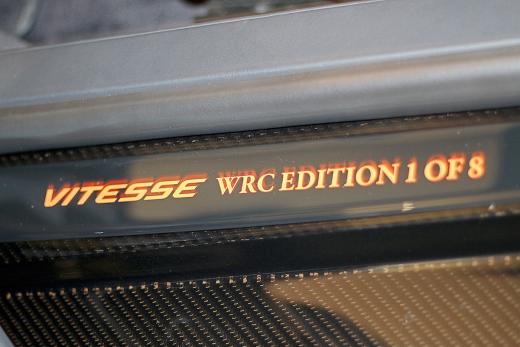 VITESSE WRC EDITION 1 OF 8